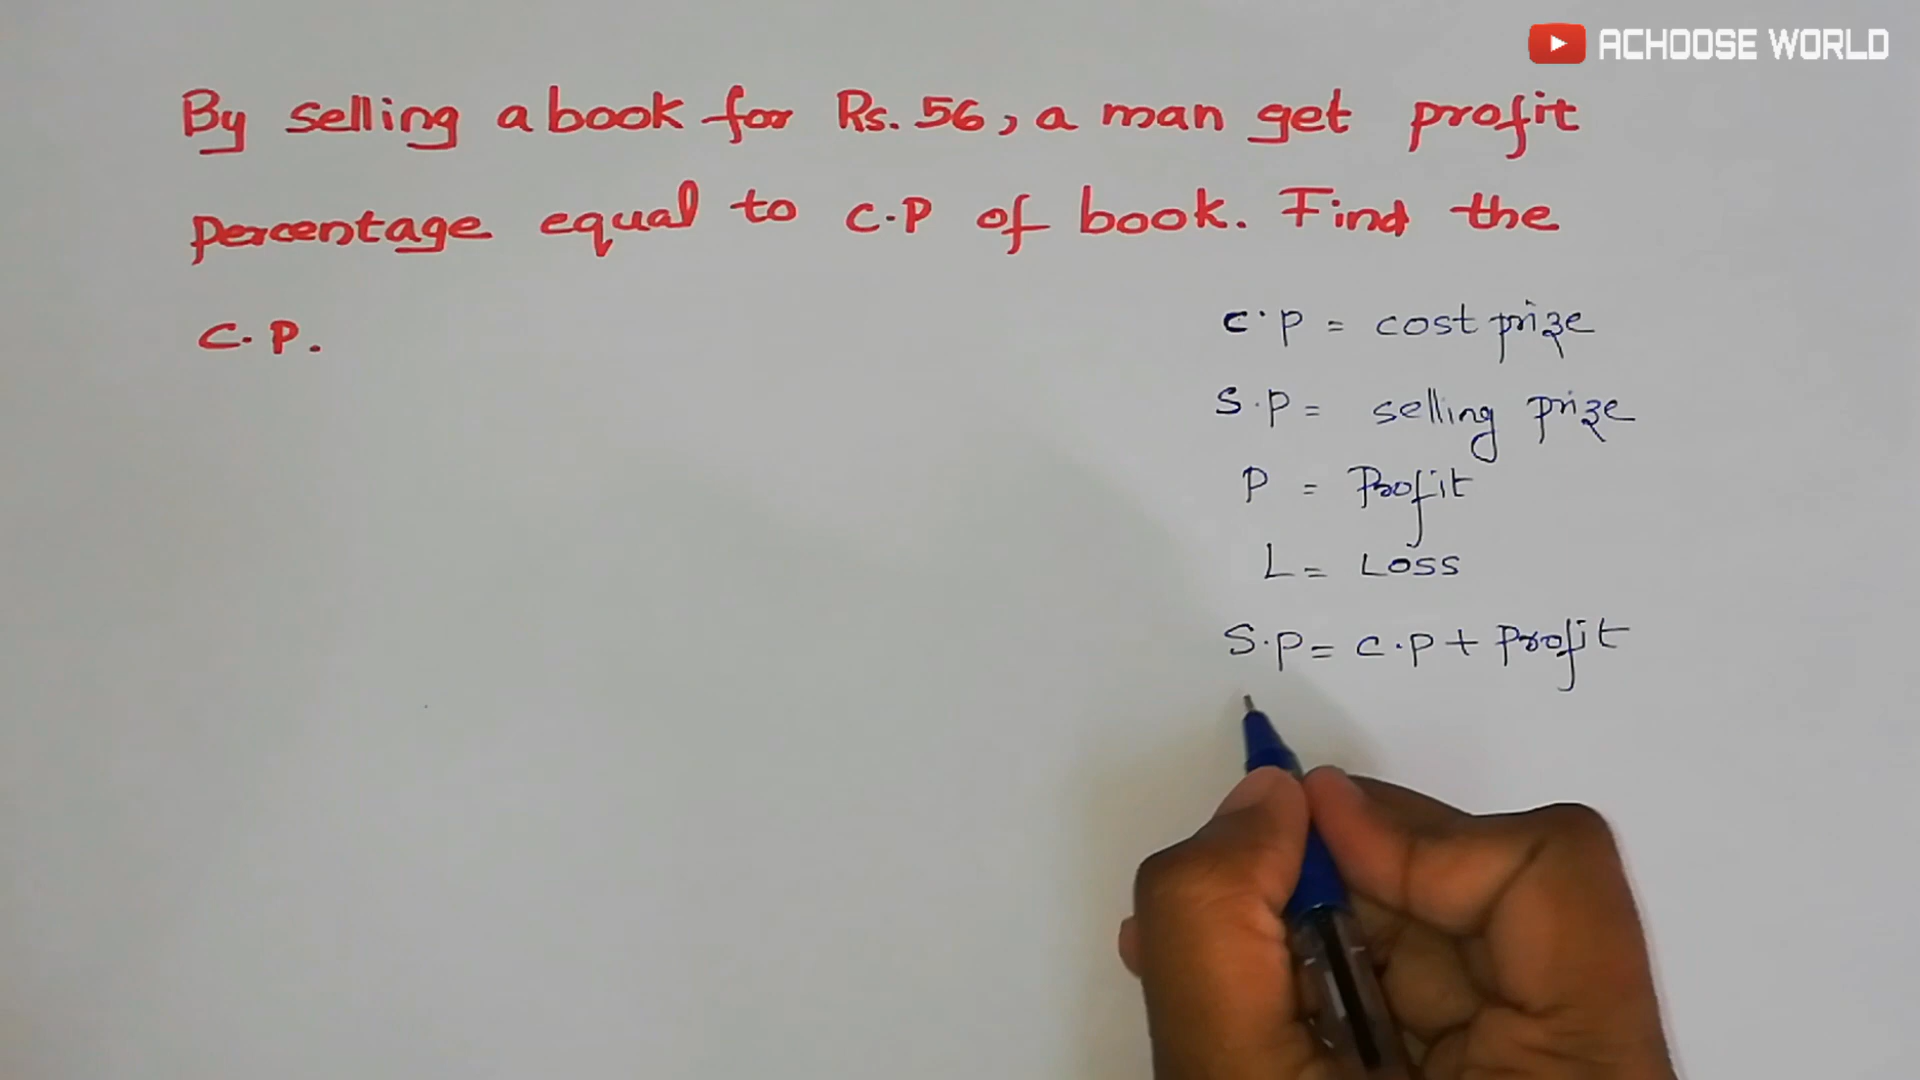 ACHOOSE WORLD
By selling a book for Rs. 56, a man get profit
percentage equal to C.P of book. Find the
C.P.
C.P = cost prize
S.P = selling prize
P = Profit
L = Loss
S.P = C.P + Profit